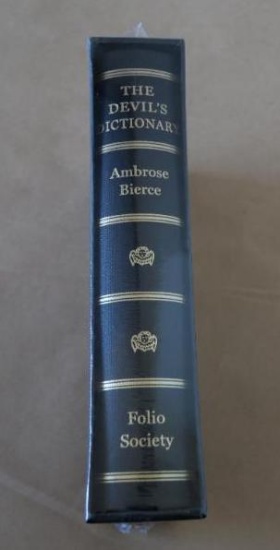 THE
DEVIL'S
DICTIONARY
Ambrose
Bierce
Folio
Society